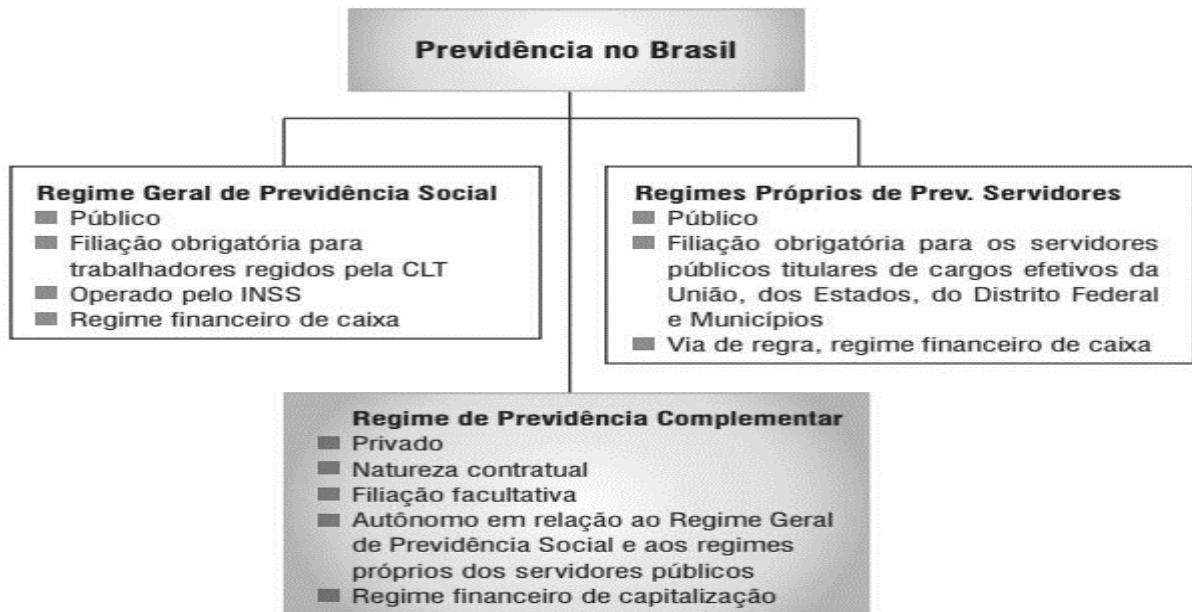 Previdência no Brasil
Regime Geral de Previdência Social
Público
Filiação obrigatória para
trabalhadores regidos pela CLT
Operado pelo INSS
Regime financeiro de caixa
Regimes Próprios de Prev. Servidores
Público
Filiação obrigatória para os servidores
públicos titulares de cargos efetivos da
União, dos Estados, do Distrito Federal
e Municípios
Via de regra, regime financeiro de caixa
Regime de Previdência Complementar
Privado
Natureza contratual
Filiação facultativa
Autônomo em relação ao Regime Geral
de Previdência Social e aos regimes
próprios dos servidores públicos
Regime financeiro de capitalização